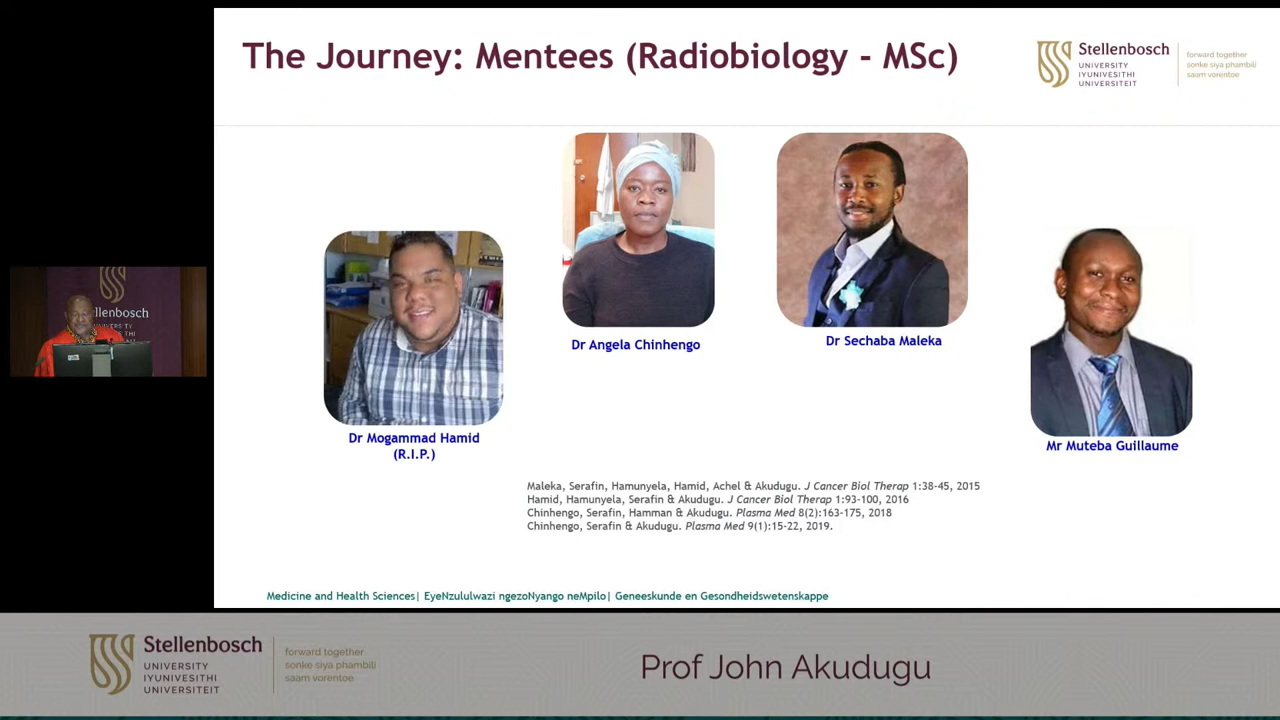 The Journey: Mentees (Radiobiology - MSc)
Stellenbosch
UNIVERSITY
IYUNIVESITHI
UNIVERSITEIT
forward together
sonke siya phambili
saam vorentoe
Dr Angela Chinhengo
Dr Sechaba Maleka
Dr Mogammad Hamid
(R.I.P.)
Mr Muteba Guillaume
llenbosch
Maleka, Serafin, Hamunyela, Hamid, Achel & Akudugu. J Cancer Biol Therap 1:38-45, 2015
Hamid, Hamunyela, Serafin & Akudugu. J Cancer Biol Therap 1:93-100, 2016
Chinhengo, Serafin, Hamman & Akudugu. Plasma Med 8(2):163-175, 2018
Chinhengo, Serafin & Akudugu. Plasma Med 9(1):15-22, 2019.
Medicine and Health Sciences| EyeNzululwazi ngezoNyango neMpilo| Geneeskunde en Gesondheidswetenskappe
Stellenbosch
UNIVERSITY
IYUNIVESITHI
UNIVERSITEIT
forward together
sonke siya phambili
saam vorentoe
Prof John Akudugu